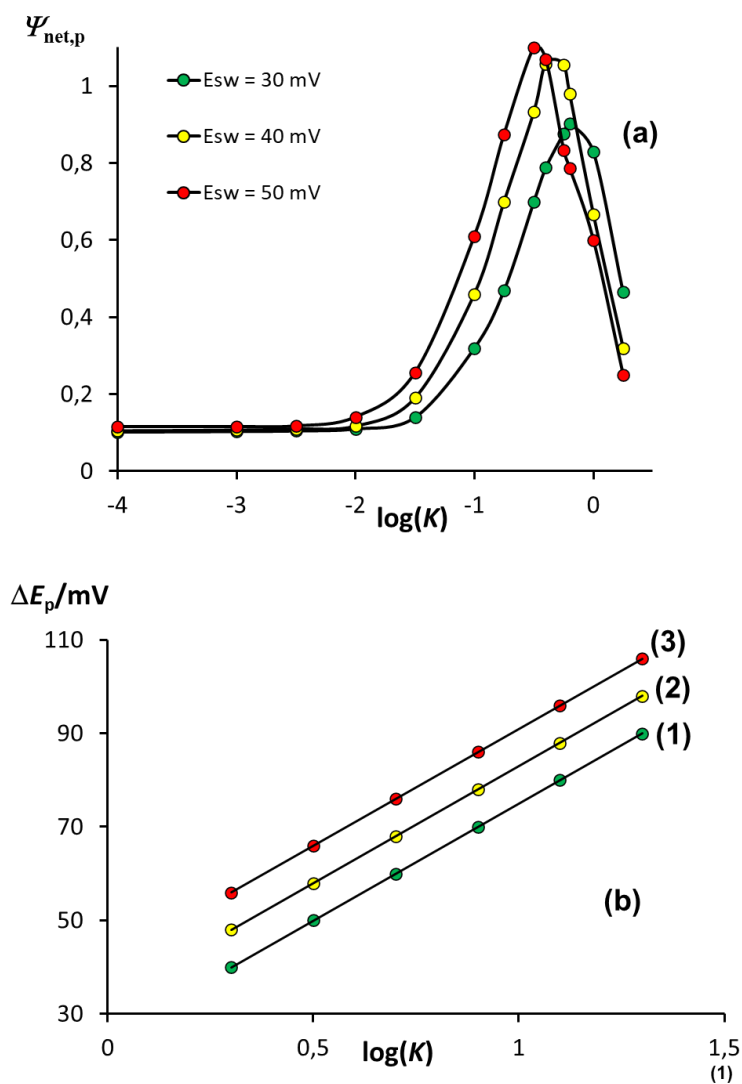 Ψnet,p
1
0,8
0,6
0,4
0,2
0
Esw = 30 mV
Esw = 40 mV
Esw = 50 mV
(a)
-4 -3 -2 -1 0
log(K)
ΔEp/mV
110
90
70
50
30
(3)
(2)
(1)
(b)
0 0,5 1 1,5
log(K)
(1)